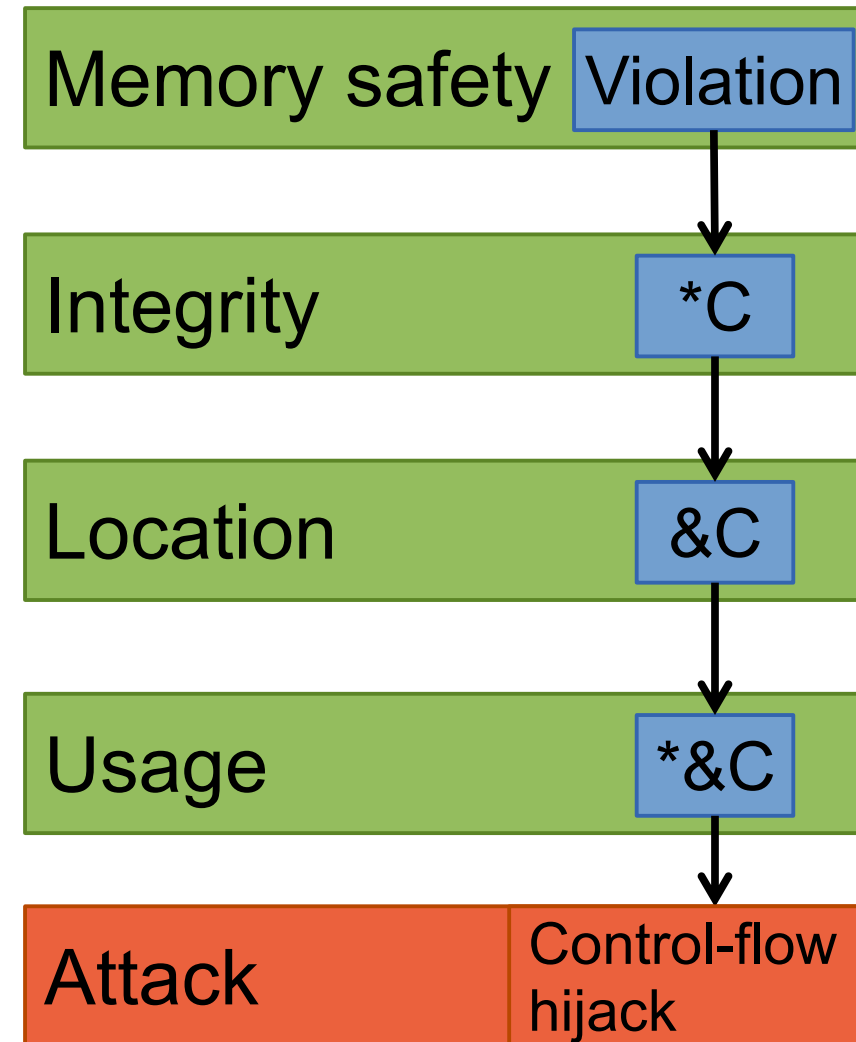 Memory safety Violation
Integrity *C
Location &C
Usage *&C
Attack Control-flow
hijack